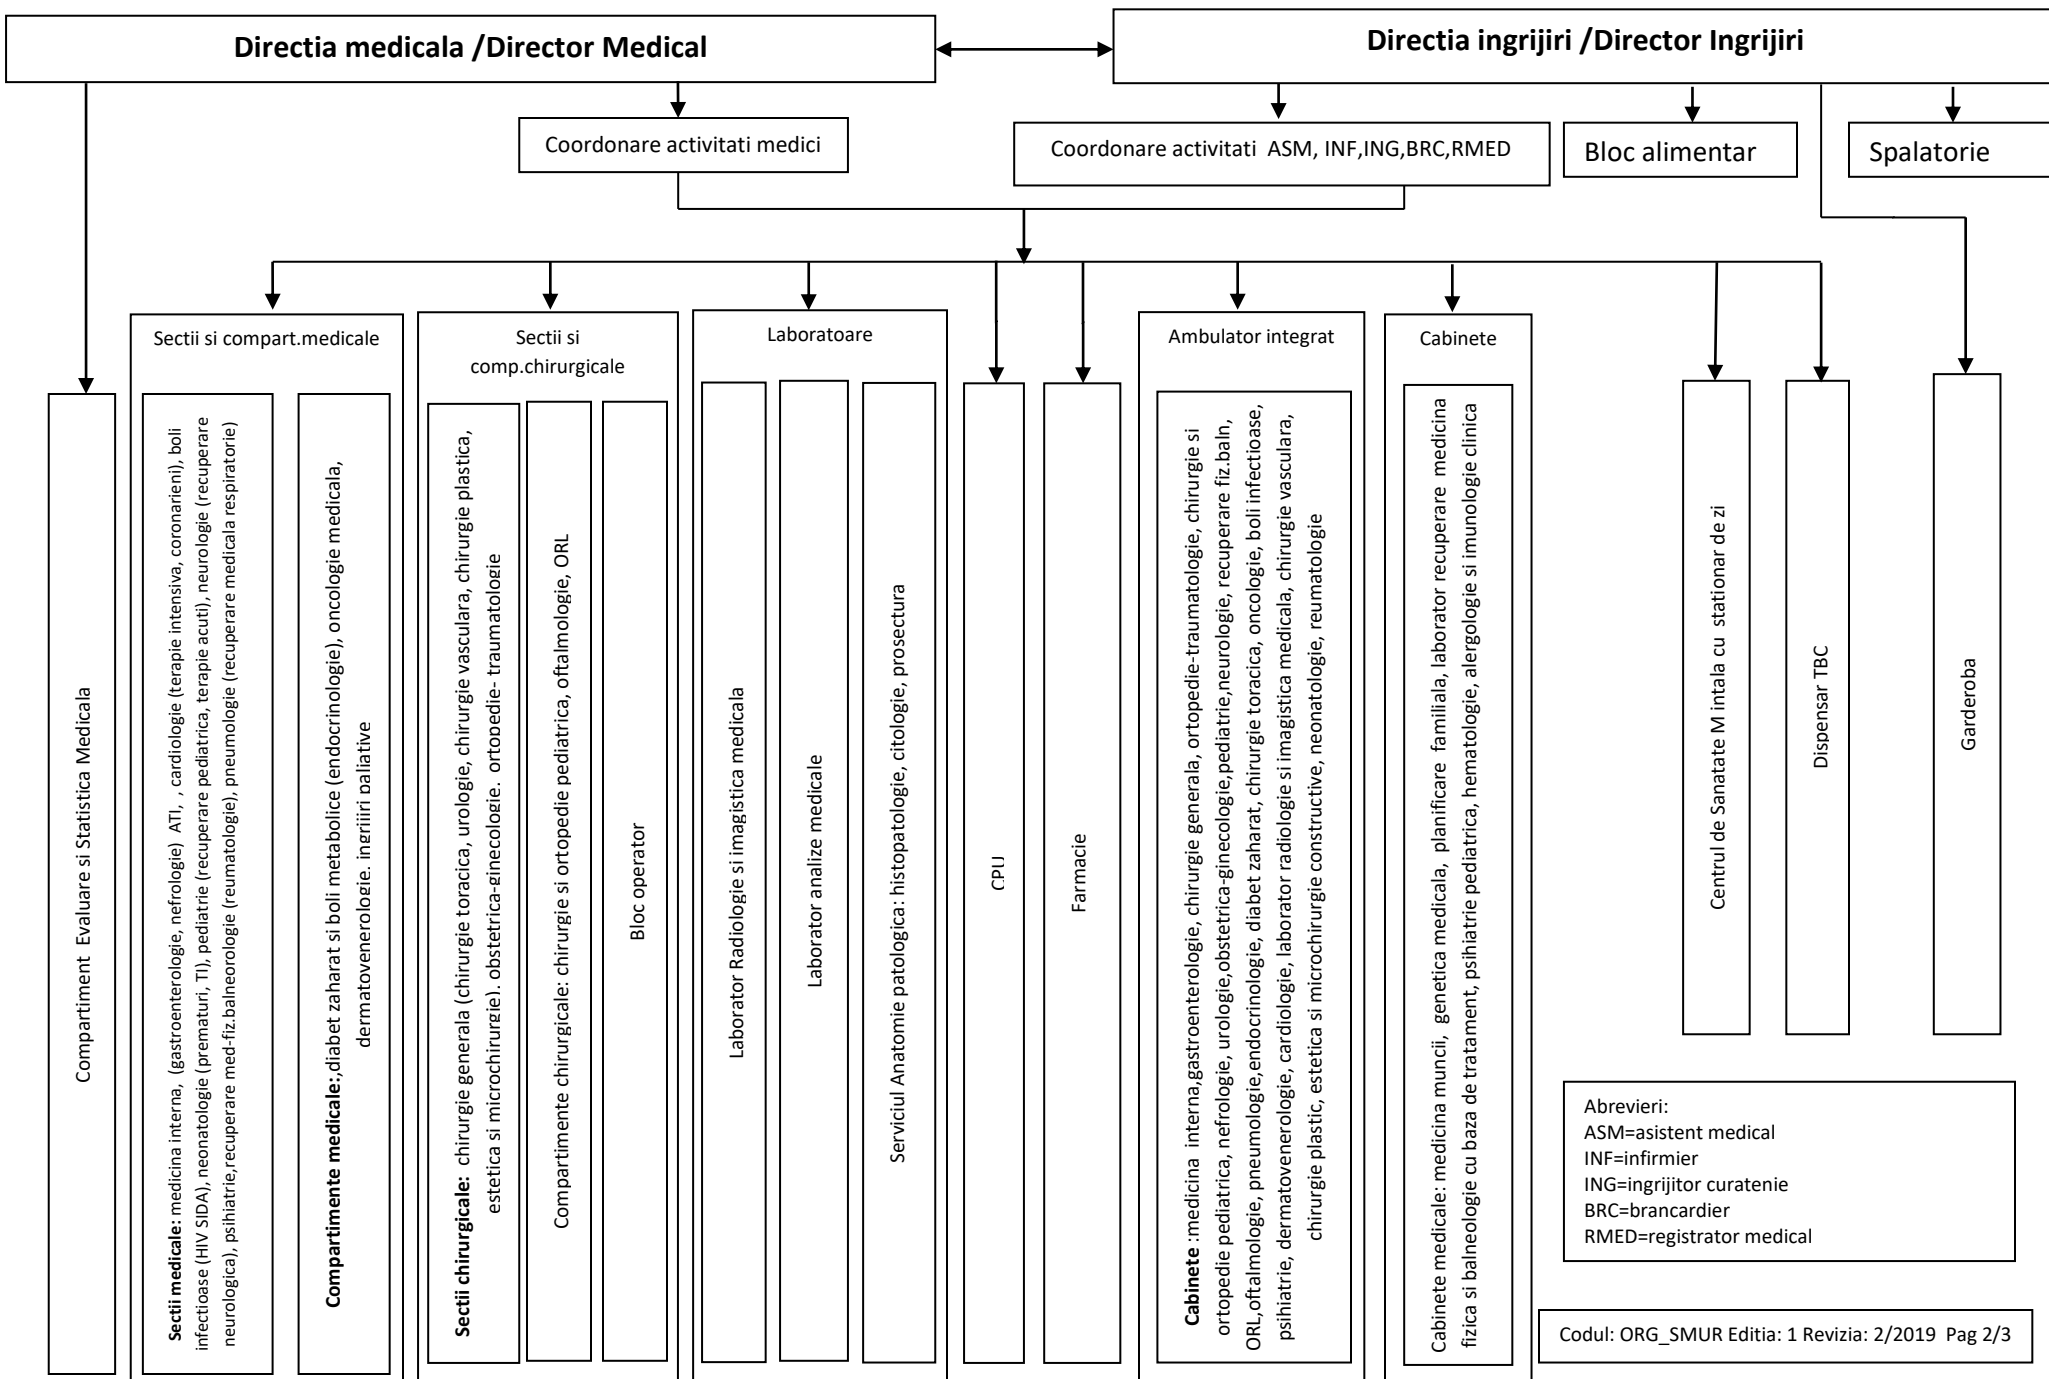 Directia medicala /Director Medical
Directia ingrijiri /Director Ingrijiri
Coordonare activitati medici
Coordonare activitati ASM, INF,ING,BRC,RMED
Bloc alimentar
Spalatorie
Compartiment Evaluare si Statistica Medicala
Sectii si compart.medicale
Sectii medicale: medicina interna, (gastroenterologie, nefrologie) ATI, , cardiologie (terapie intensiva, coronarieni), boli
infectioase (HIV SIDA), neonatologie (prematuri, TI), pediatrie (recuperare pediatrica, terapie acuti), neurologie (recuperare
neurologica), psihiatrie,recuperare med-fiz.balneorologie (reumatologie), pneumologie (recuperare medicala respiratorie)
Compartimente medicale:,diabet zaharat si boli metabolice (endocrinologie), oncologie medicala,
dermatovenerologie. ingrijiri paliative
Sectii si
comp.chirurgicale
Sectii chirurgicale: chirurgie generala (chirurgie toracica, urologie, chirurgie vasculara, chirurgie plastica,
estetica si microchirurgie). obstetrica-ginecologie. ortopedie- traumatologie
Compartimente chirurgicale: chirurgie si ortopedie pediatrica, oftalmologie, ORL
Bloc operator
Laboratoare
Laborator Radiologie si imagistica medicala
Laborator analize medicale
Serviciul Anatomie patologica: histopatologie, citologie, prosectura
CPU
Farmacie
Ambulator integrat
Cabinete :medicina interna,gastroenterologie, chirurgie generala, ortopedie-traumatologie, chirurgie si
ortopedie pediatrica, nefrologie, urologie,obstetrica-ginecologie,pediatrie,neurologie, recuperare fiz.baln,
ORL,oftalmologie, pneumologie,endocrinologie, diabet zaharat, chirurgie toracica, oncologie, boli infectioase,
psihiatrie, dermatovenerologie, cardiologie, laborator radiologie si imagistica medicala, chirurgie vasculara,
chirurgie plastic, estetica si microchirurgie constructive, neonatologie, reumatologie
Cabinete
Cabinete medicale: medicina muncii, genetica medicala, planificare familiala, laborator recuperare medicina
fizica si balneologie cu baza de tratament, psihiatrie pediatrica, hematologie, alergologie si imunologie clinica
Centrul de Sanatate M intala cu stationar de zi
Dispensar TBC
Garderoba
Abrevieri:
ASM=asistent medical
INF=infirmier
ING=ingrijitor curatenie
BRC=brancardier
RMED=registrator medical
Codul: ORG_SMUR Editia: 1 Revizia: 2/2019 Pag 2/3